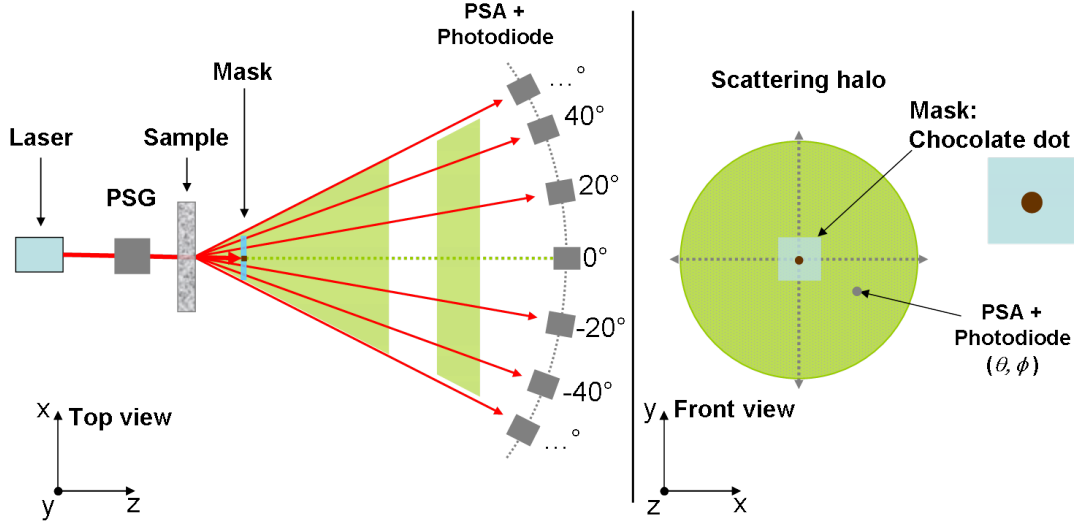 PSA +
Photodiode
Mask
...°
40°
Laser
Sample
PSG
20°
0°
-20°
-40°
...°
x
Top view
y
z
Scattering halo
Mask:
Chocolate dot
PSA +
Photodiode
(θ, ϕ)
y
Front view
z
x